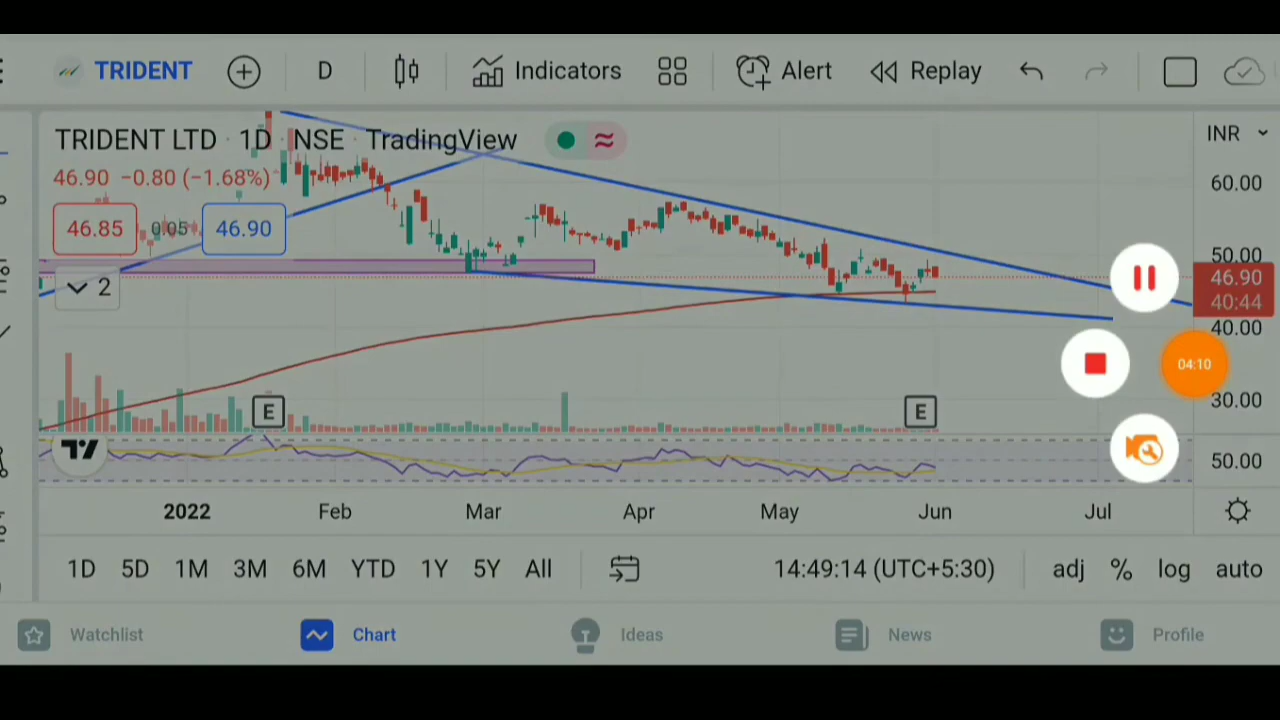 TRIDENT D Indicators Alert Replay
TRIDENT LTD · 1D · NSE · TradingView
INR
46.90 −0.80 (−1.68%)
60.00
46.85 0.05 46.90
50.00
46.90
2
40:44
40.00
04:10
30.00
E E
50.00
2022 Feb Mar Apr May Jun Jul
1D 5D 1M 3M 6M YTD 1Y 5Y All 14:49:14 (UTC+5:30) adj % log auto
Watchlist Chart Ideas News Profile